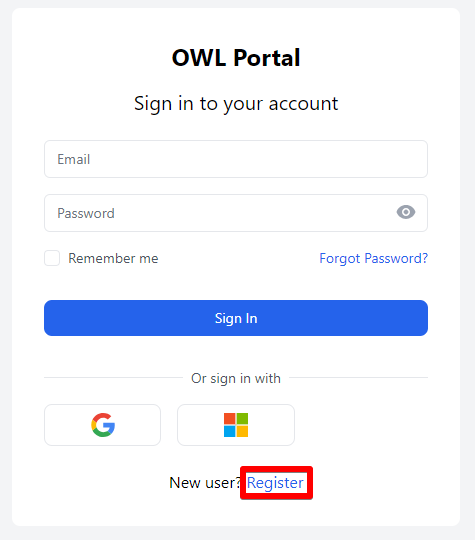 OWL Portal
Sign in to your account
Email
Password
Remember me Forgot Password?
Sign In
Or sign in with
New user? Register